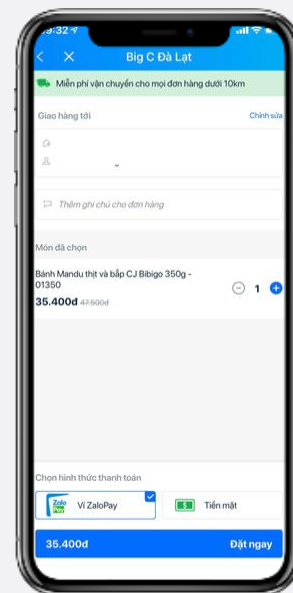 9:32
Big C Đà Lạt
Miễn phí vận chuyển cho mọi đơn hàng dưới 10km
Giao hàng tới
Chỉnh sửa
Thêm ghi chú cho đơn hàng
Món đã chọn
Bánh Mandu thịt và bắp CJ Bibigo 350g -
01350
1
35.400đ 47.500đ
Chọn hình thức thanh toán
Zalo
Pay
Ví ZaloPay
$
Tiền mặt
35.400đ
Đặt ngay